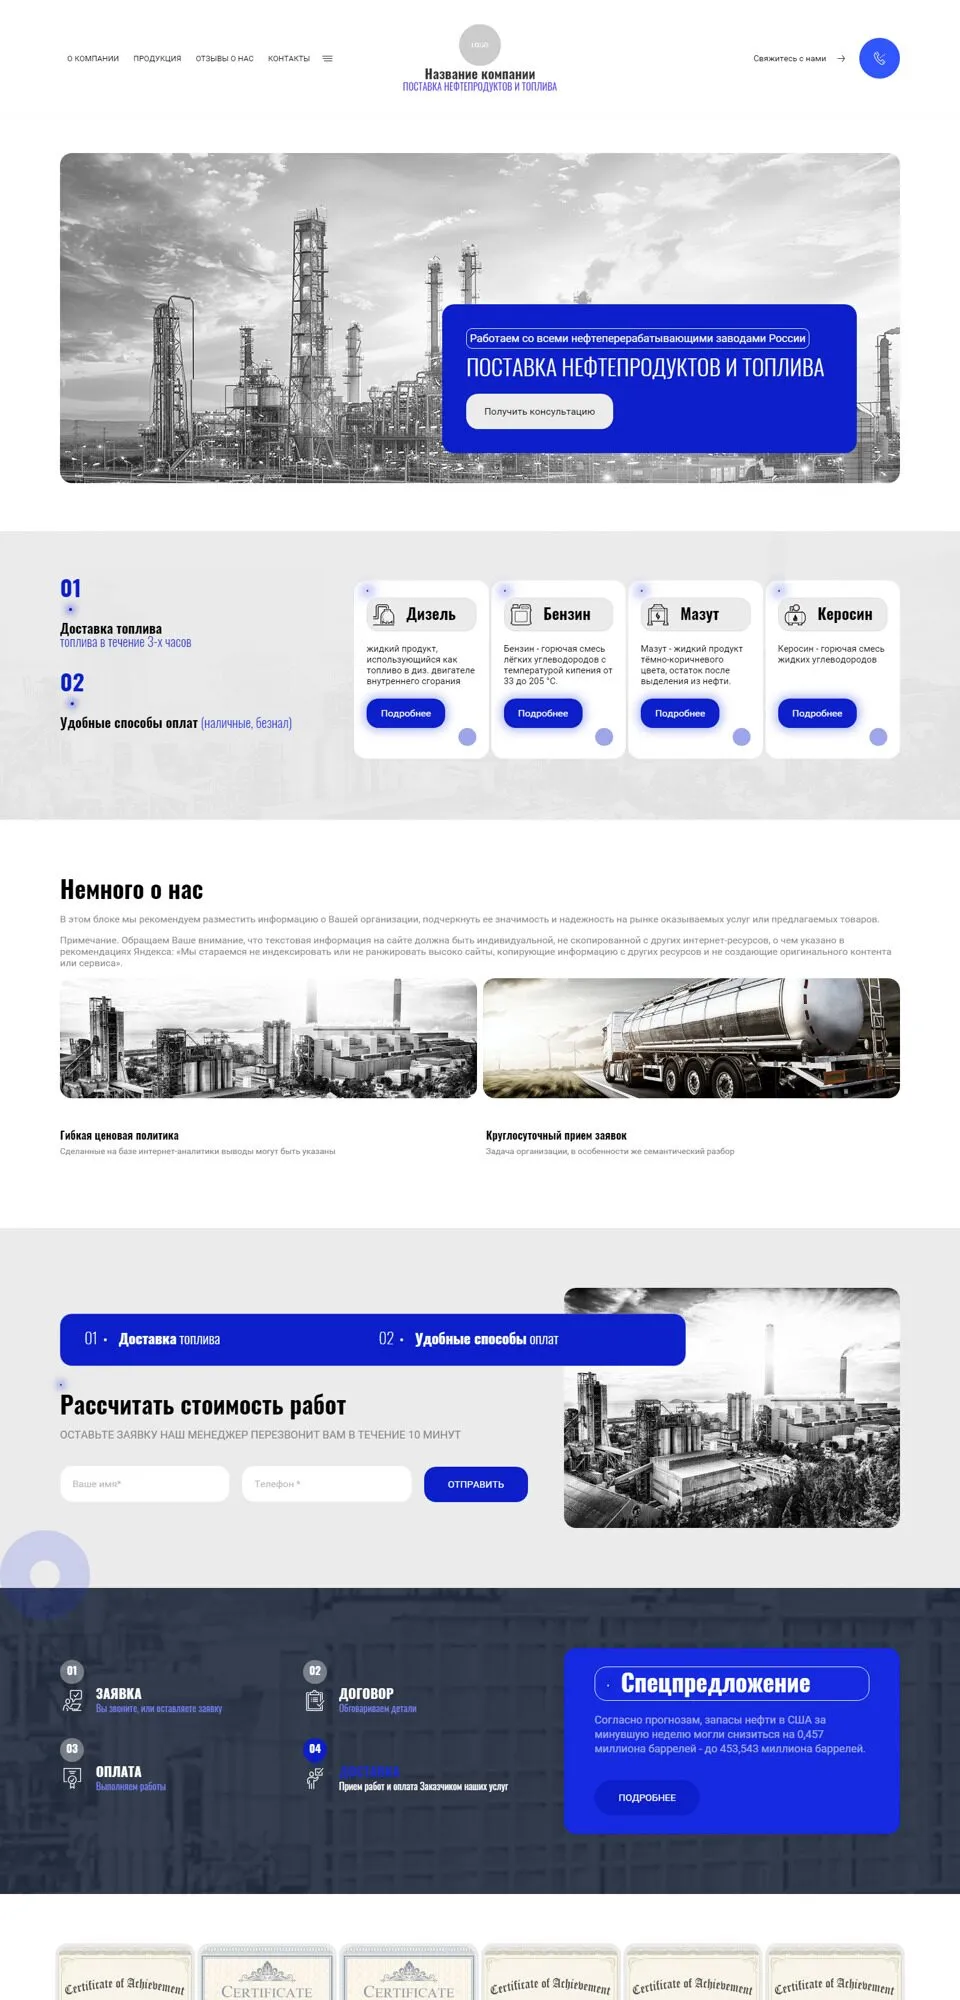 О КОМПАНИИ ПРОДУКЦИЯ ОТЗЫВЫ О НАС КОНТАКТЫ
LOGO
Название компании
ПОСТАВКА НЕФТЕПРОДУКТОВ И ТОПЛИВА
Свяжитесь с нами
Работаем со всеми нефтеперерабатывающими заводами России
ПОСТАВКА НЕФТЕПРОДУКТОВ И ТОПЛИВА
Получить консультацию
01
Доставка топлива
топлива в течение 3-х часов
02
Удобные способы оплат (наличные, безнал)
Дизель
жидкий продукт,
использующийся как
топливо в диз. двигателе
внутреннего сгорания
Подробнее
Бензин
Бензин - горючая смесь
лёгких углеводородов с
температурой кипения от
33 до 205 °C.
Подробнее
Мазут
Мазут - жидкий продукт
тёмно-коричневого
цвета, остаток после
выделения из нефти.
Подробнее
Керосин
Керосин - горючая смесь
жидких углеводородов
Подробнее
Немного о нас
В этом блоке мы рекомендуем разместить информацию о Вашей организации, подчеркнуть ее значимость и надежность на рынке оказываемых услуг или предлагаемых товаров.
Примечание. Обращаем Ваше внимание, что текстовая информация на сайте должна быть индивидуальной, не скопированной с других интернет-ресурсов, о чем указано в
рекомендациях Яндекса: «Мы стараемся не индексировать или не ранжировать высоко сайты, копирующие информацию с других ресурсов и не создающие оригинального контента
или сервиса».
Гибкая ценовая политика
Сделанные на базе интернет-аналитики выводы могут быть указаны
Круглосуточный прием заявок
Задача организации, в особенности же семантический разбор
01 • Доставка топлива
02 • Удобные способы оплат
Рассчитать стоимость работ
ОСТАВЬТЕ ЗАЯВКУ НАШ МЕНЕДЖЕР ПЕРЕЗВОНИТ ВАМ В ТЕЧЕНИЕ 10 МИНУТ
Ваше имя*
Телефон *
ОТПРАВИТЬ
01
ЗАЯВКА
Вы звоните, или оставляете заявку
02
ДОГОВОР
Обговариваем детали
03
ОПЛАТА
Выполняем работы
04
Прием работ и оплата Заказчиком наших услуг
Спецпредложение
Согласно прогнозам, запасы нефти в США за
минувшую неделю могли снизиться на 0,457
миллиона баррелей - до 453,543 миллиона баррелей.
ПОДРОБНЕЕ
Certificate of Achievement
CERTIFICATE
CERTIFICATE
Certificate of Achievement
Certificate of Achievement
Certificate of Achievement